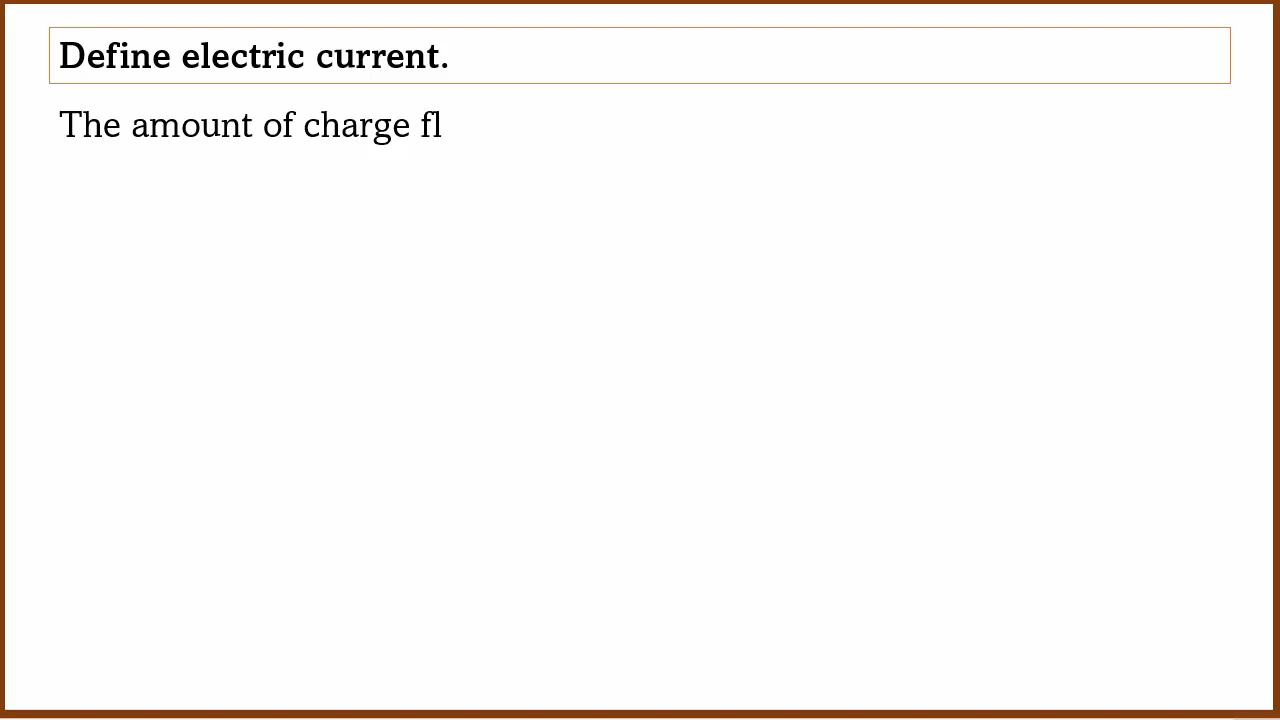 Define electric current.
The amount of charge fl